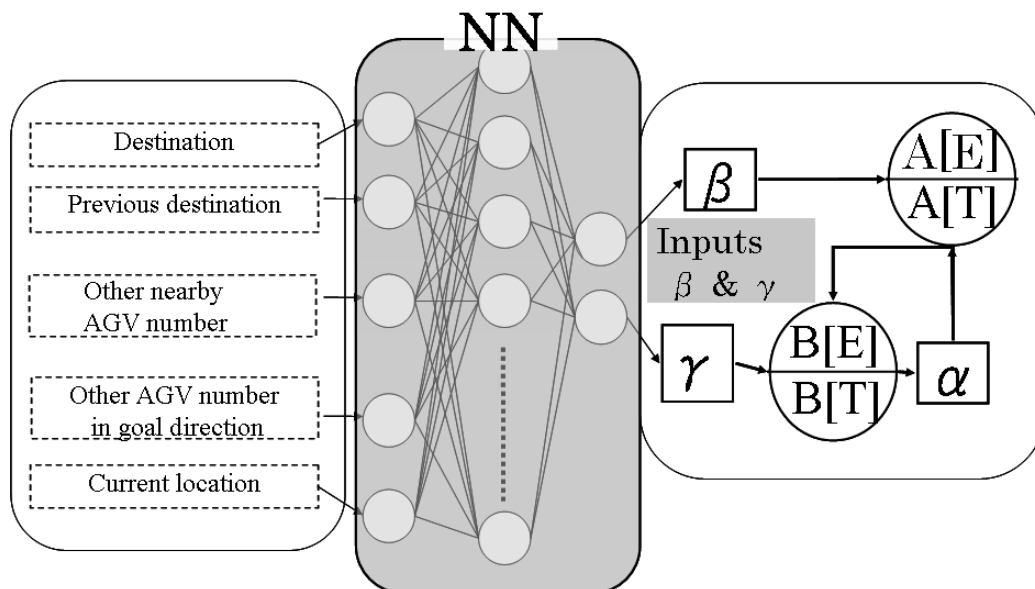 NN
Destination
Previous destination
Other nearby
AGV number
Other AGV number
in goal direction
Current location
β
Inputs
β & γ
γ
A[E]
A[T]
B[E]
B[T]
α